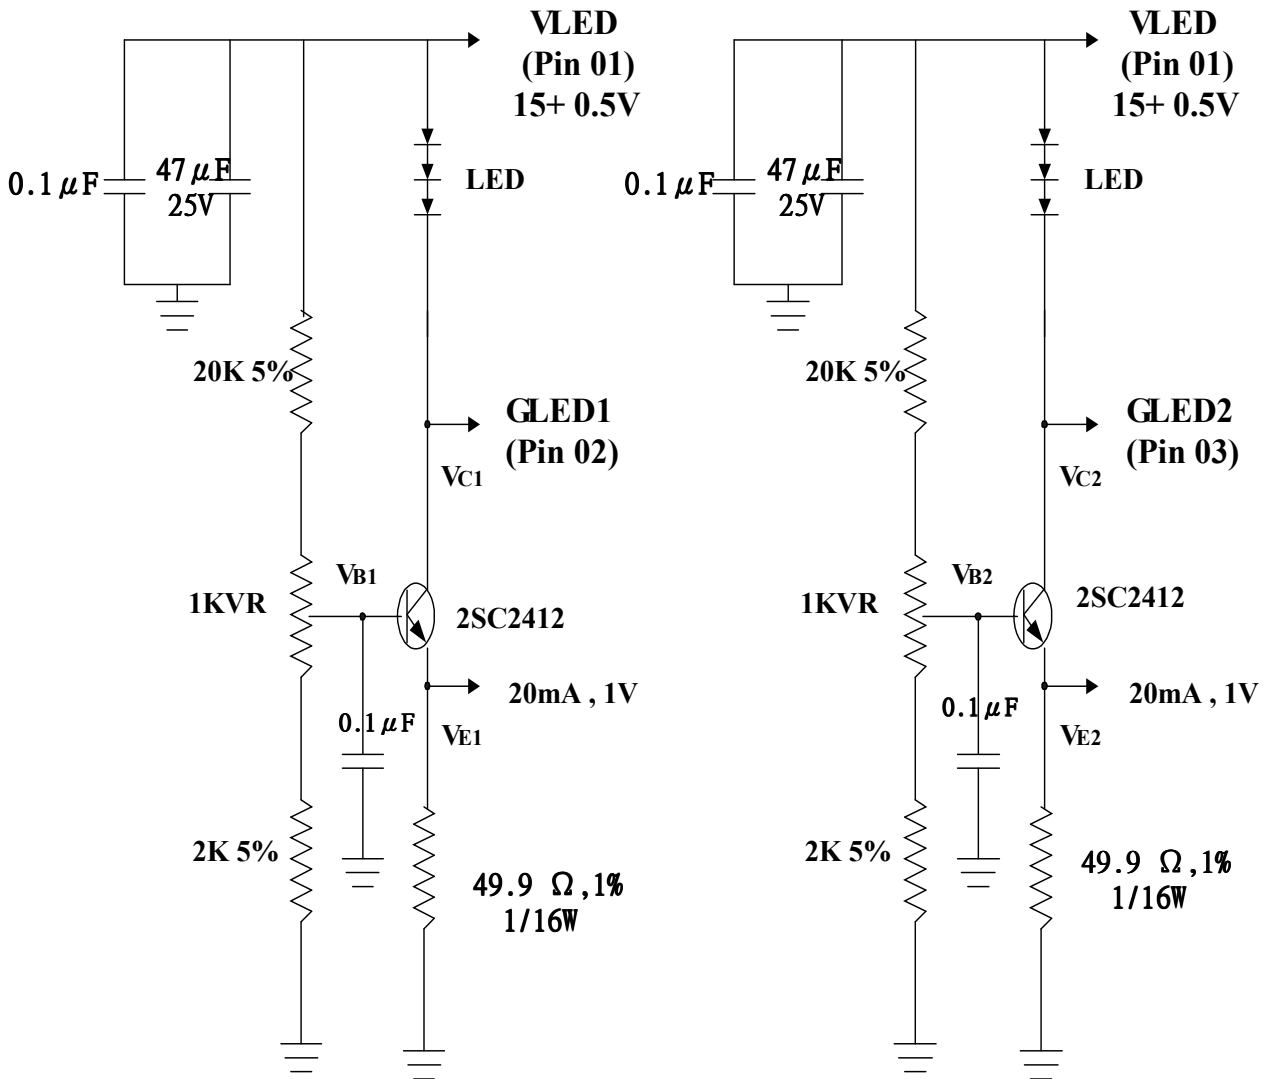 VLED
(Pin 01)
15+ 0.5V
0.1μF
47μF
25V
LED
20K 5%
GLED1
(Pin 02)
VC1
VB1
1KVR
2SC2412
20mA , 1V
0.1μF
VE1
2K 5%
49.9 Ω,1%
1/16W
VLED
(Pin 01)
15+ 0.5V
0.1μF
47μF
25V
LED
20K 5%
GLED2
(Pin 03)
VC2
VB2
1KVR
2SC2412
20mA , 1V
0.1μF
VE2
2K 5%
49.9 Ω,1%
1/16W